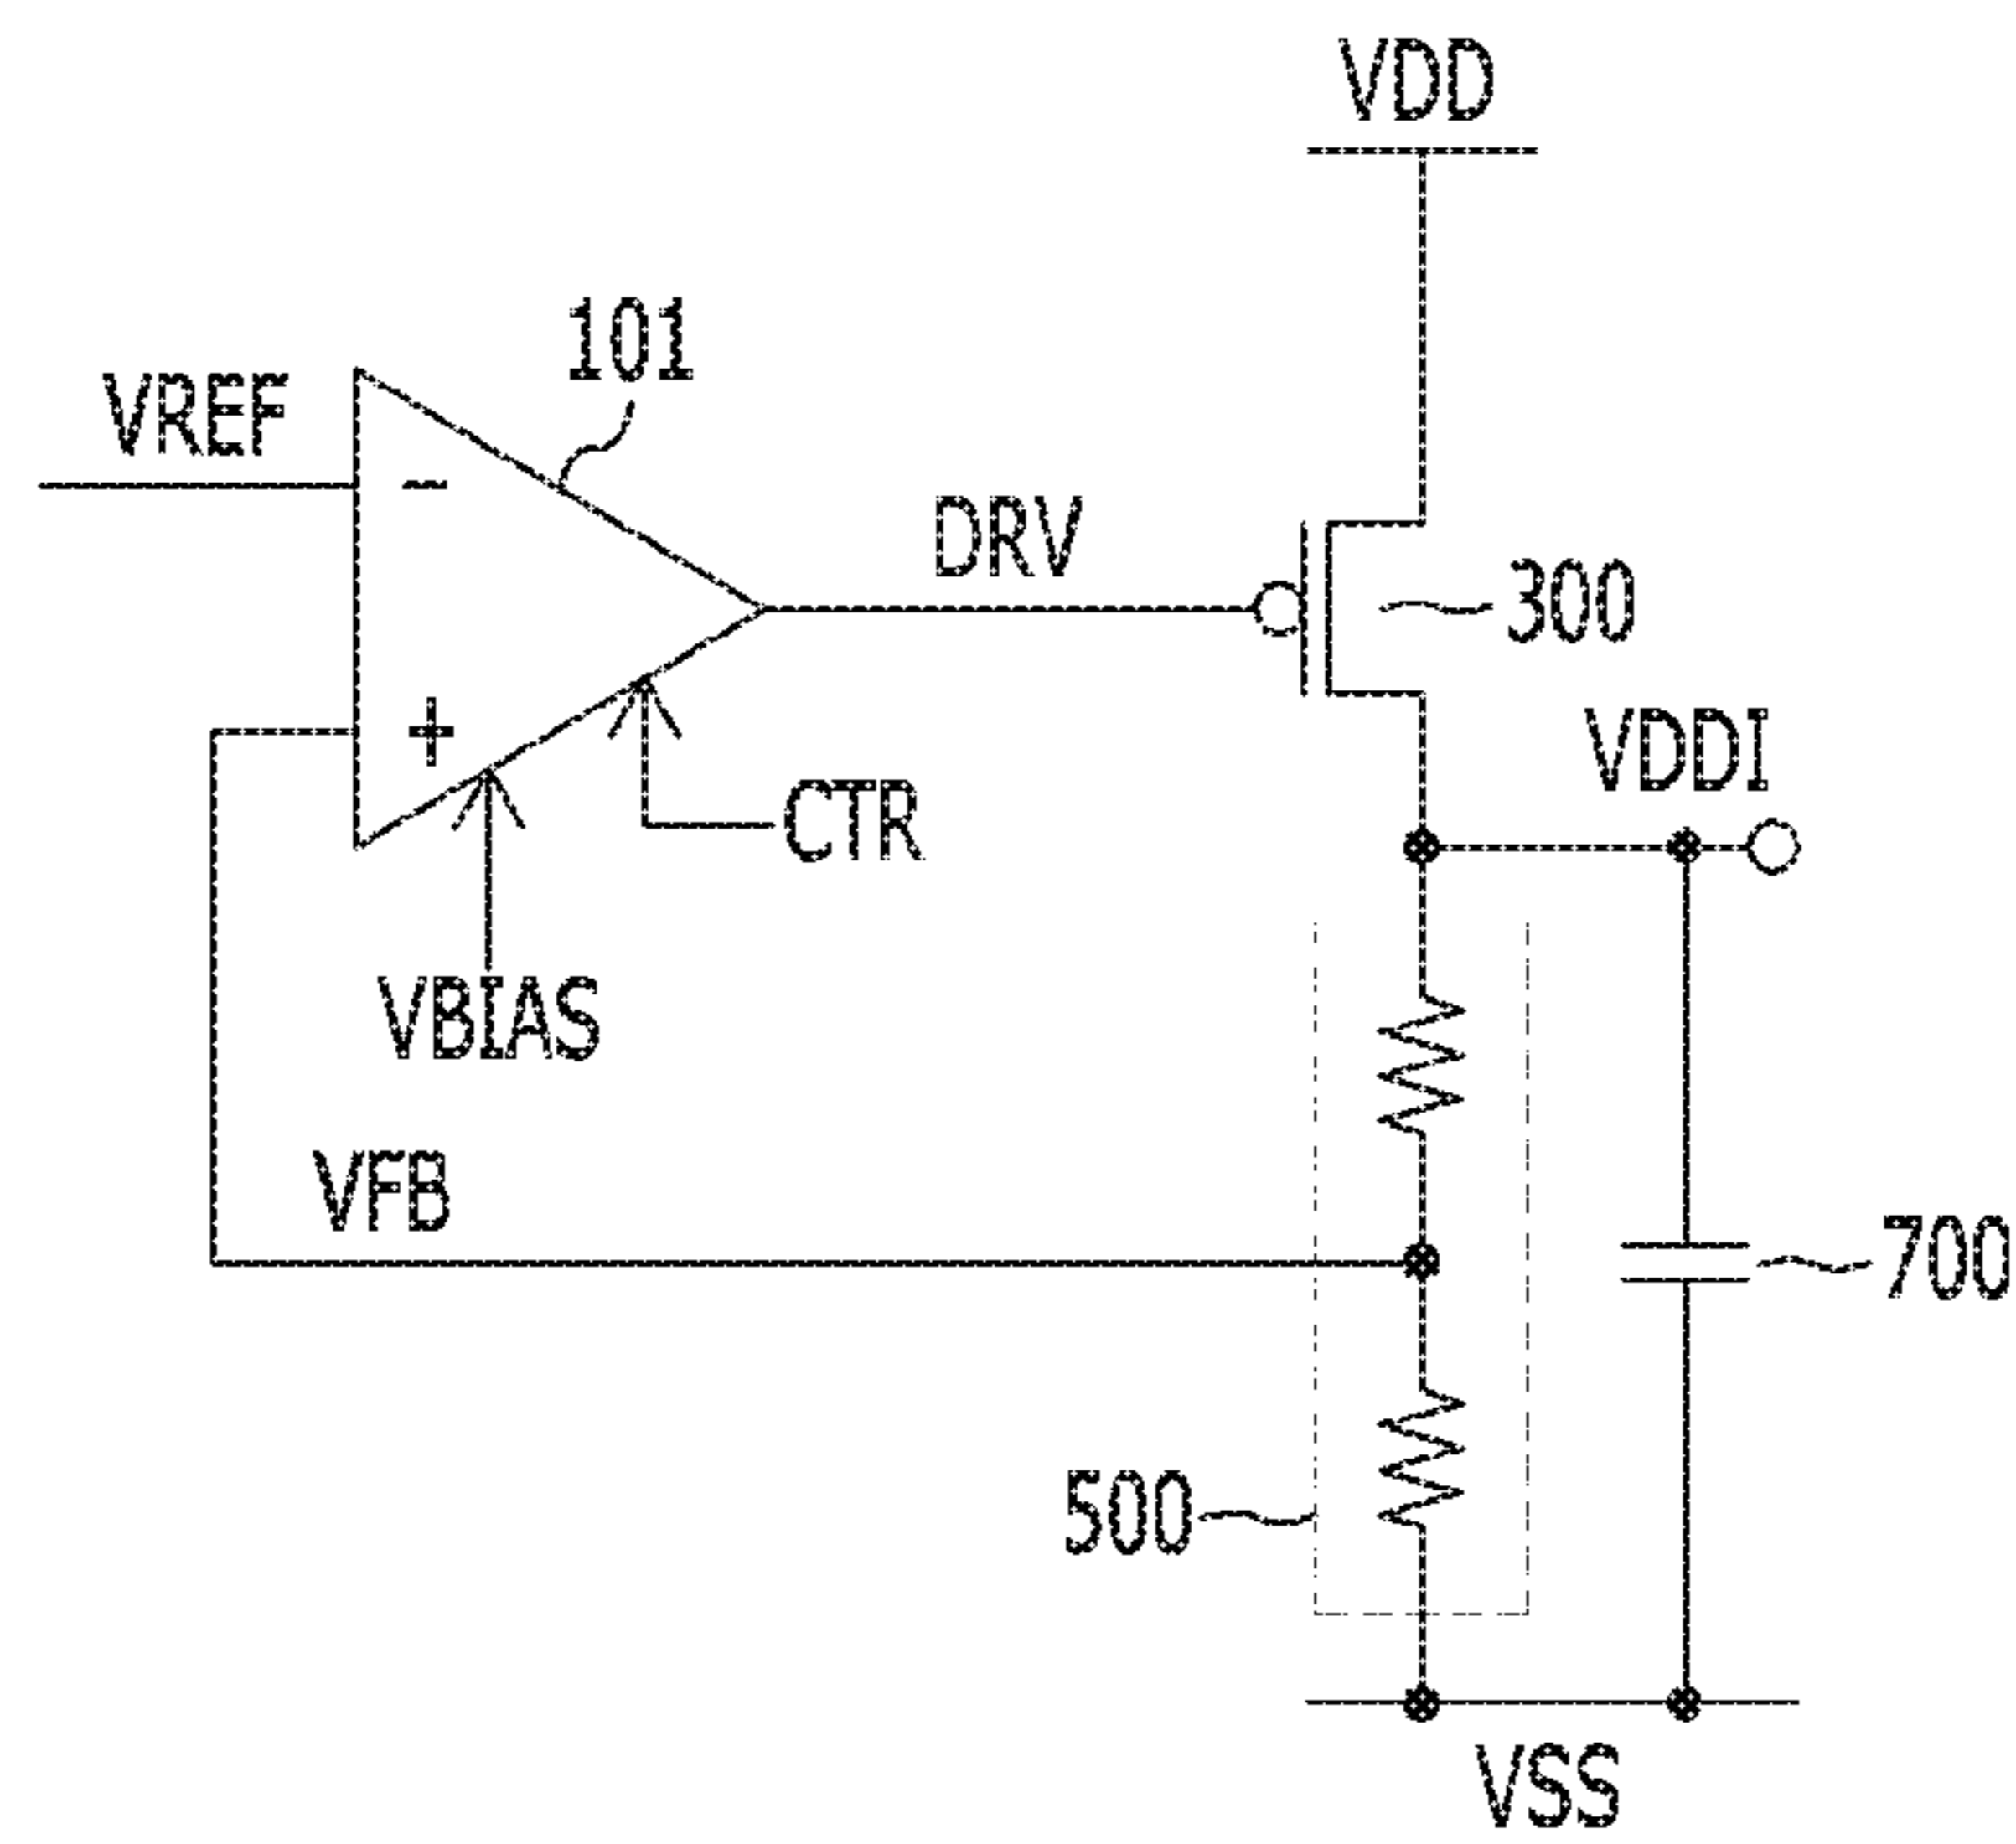 VDD
101
VREF
-
DRV
300
+
VDDI
CTR
VBIAS
VFB
700
500
VSS